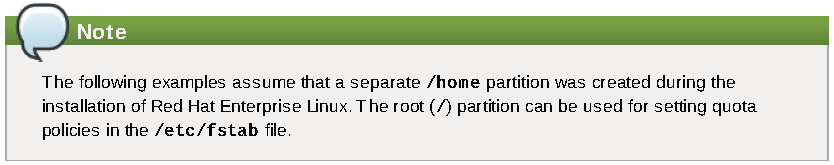 Note
The following examples assume that a separate /home partition was created during the
installation of Red Hat Enterprise Linux. The root (/) partition can be used for setting quota
policies in the /etc/fstab file.